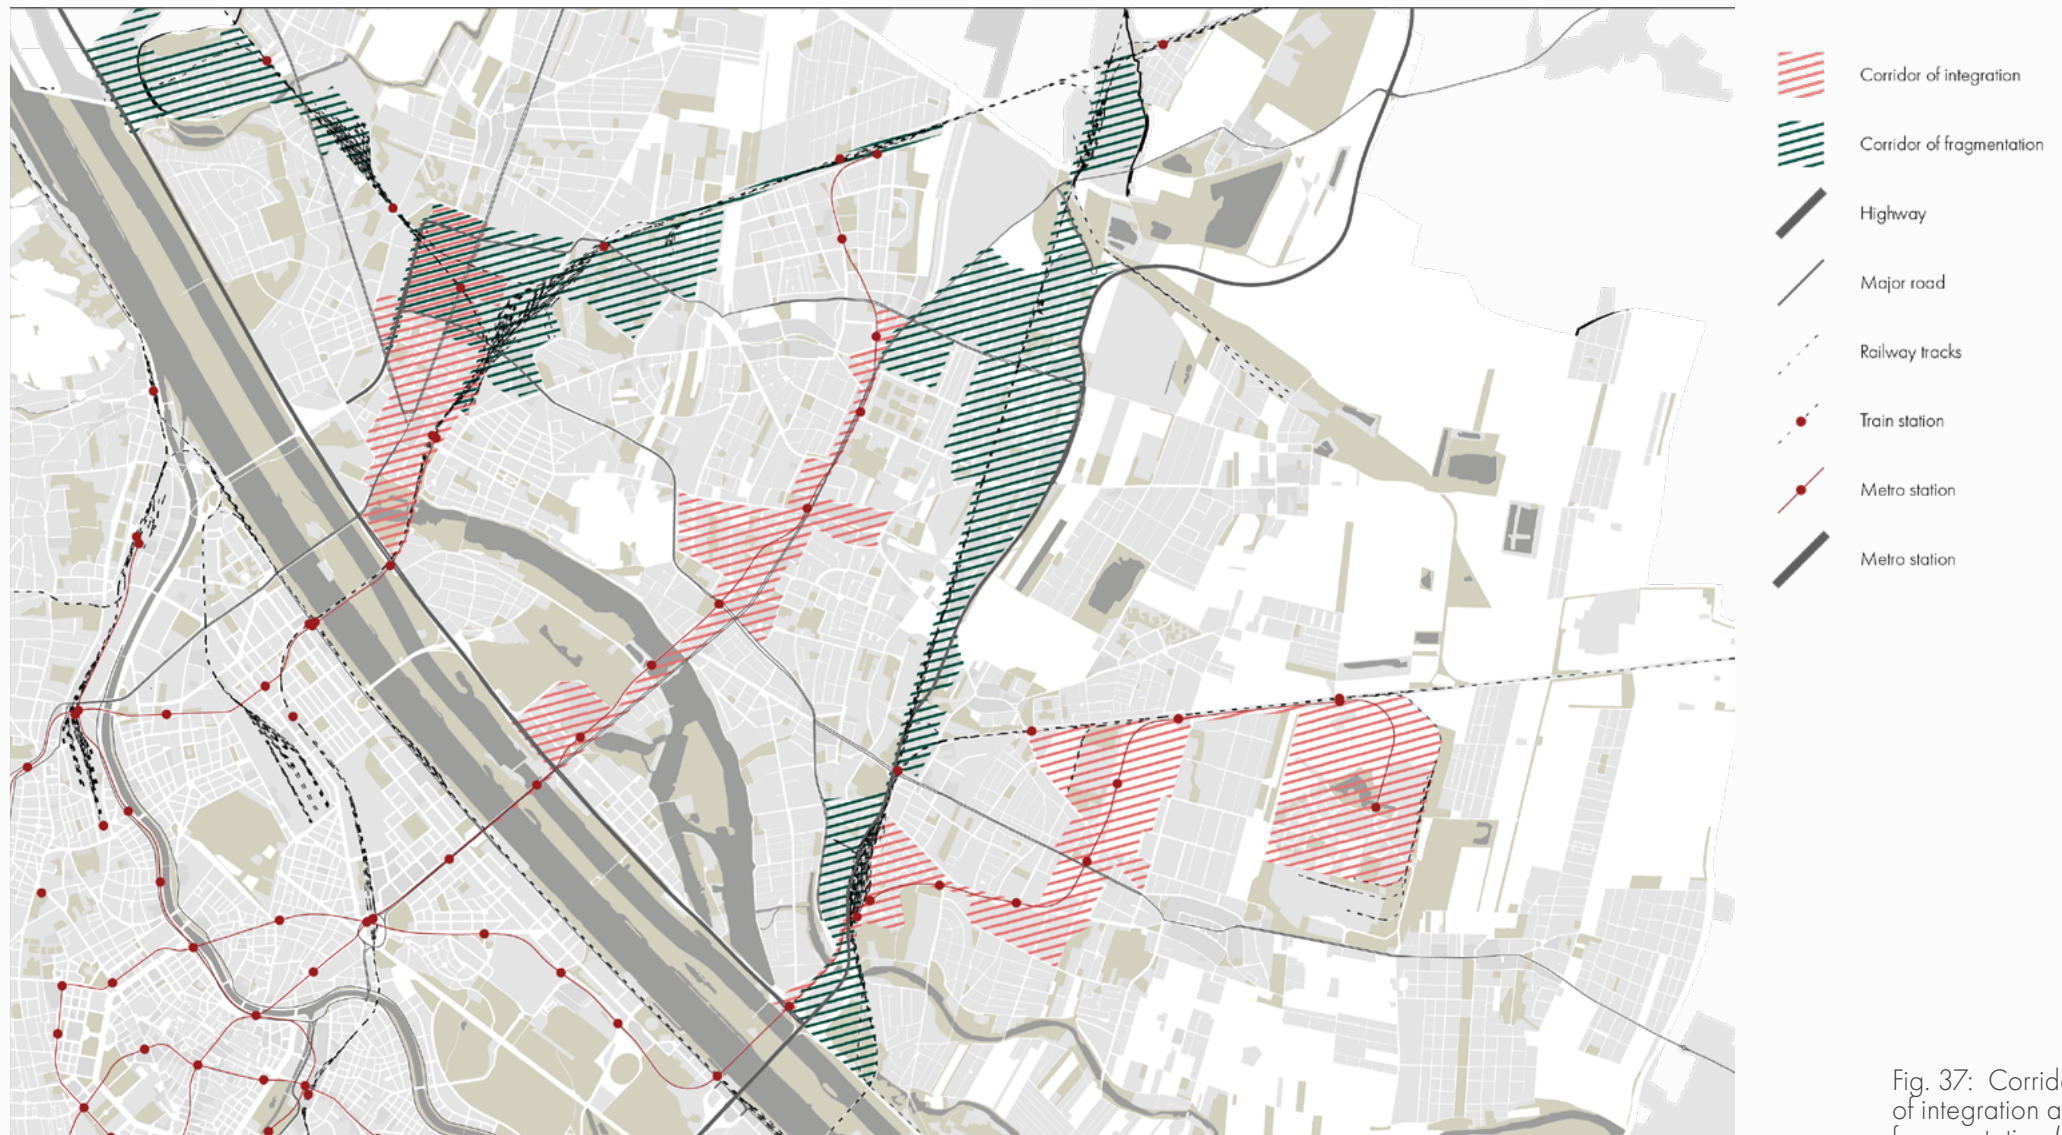 Corridor of integration
Corridor of fragmentation
Highway
Major road
Railway tracks
Train station
Metro station
Metro station
Fig. 37: Corrid
of integration a